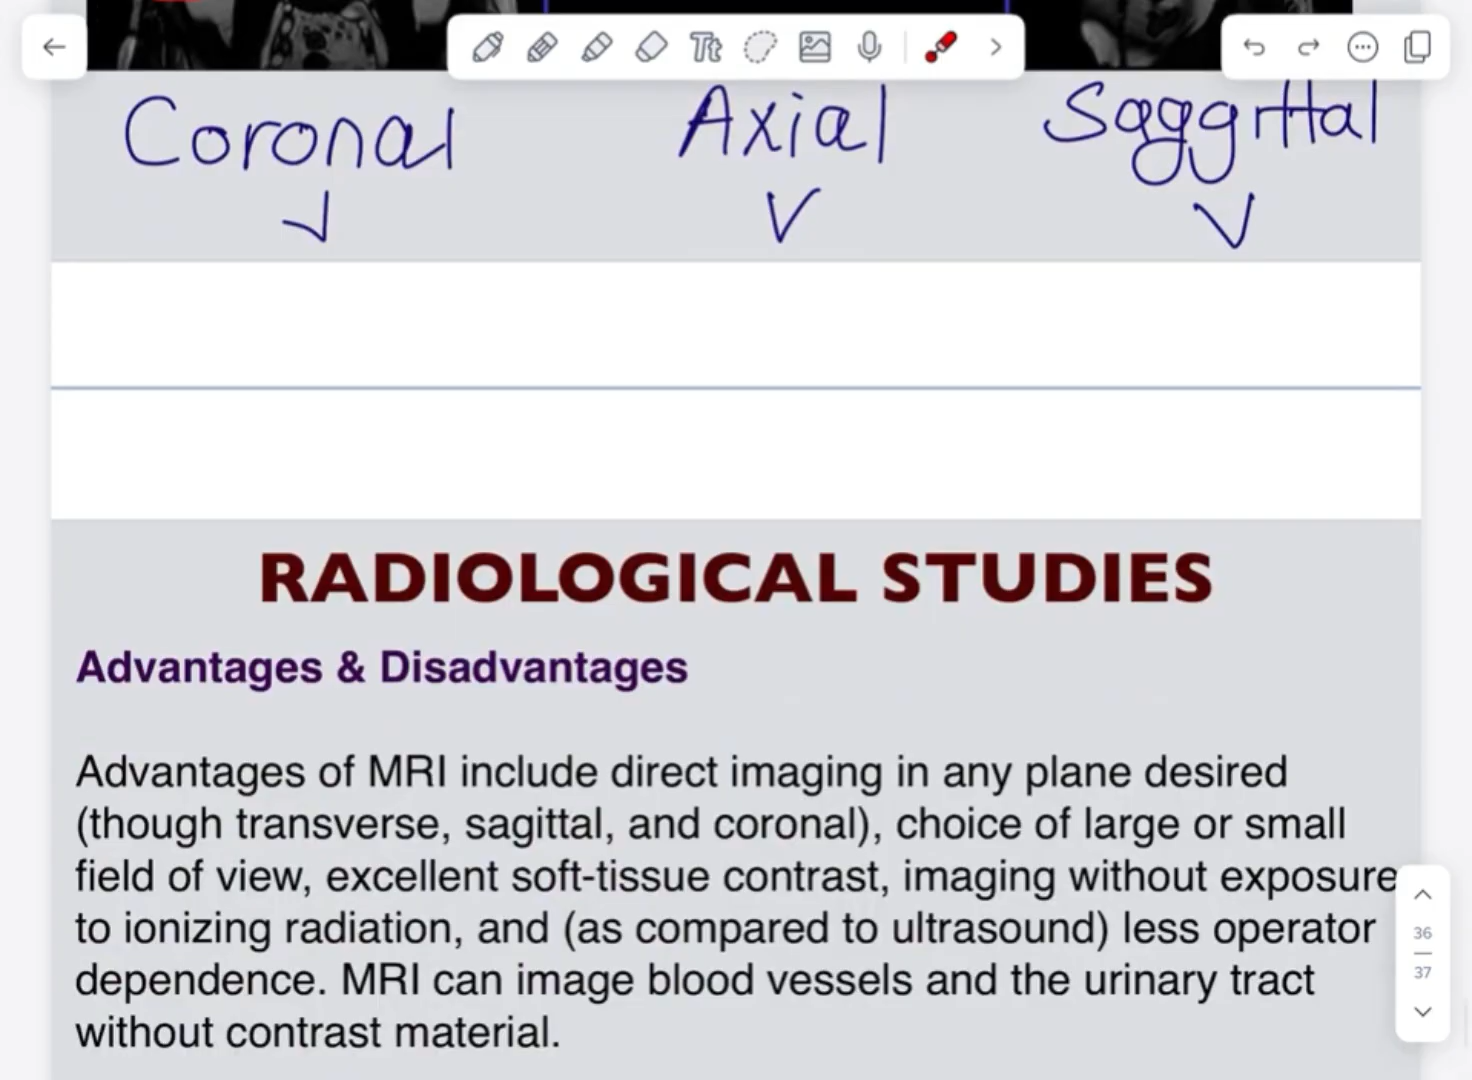 Tt
Coronal Axial Saggittal
RADIOLOGICAL STUDIES
Advantages & Disadvantages
Advantages of MRI include direct imaging in any plane desired
(though transverse, sagittal, and coronal), choice of large or small
field of view, excellent soft-tissue contrast, imaging without exposure
to ionizing radiation, and (as compared to ultrasound) less operator
dependence. MRI can image blood vessels and the urinary tract
without contrast material.
36
37